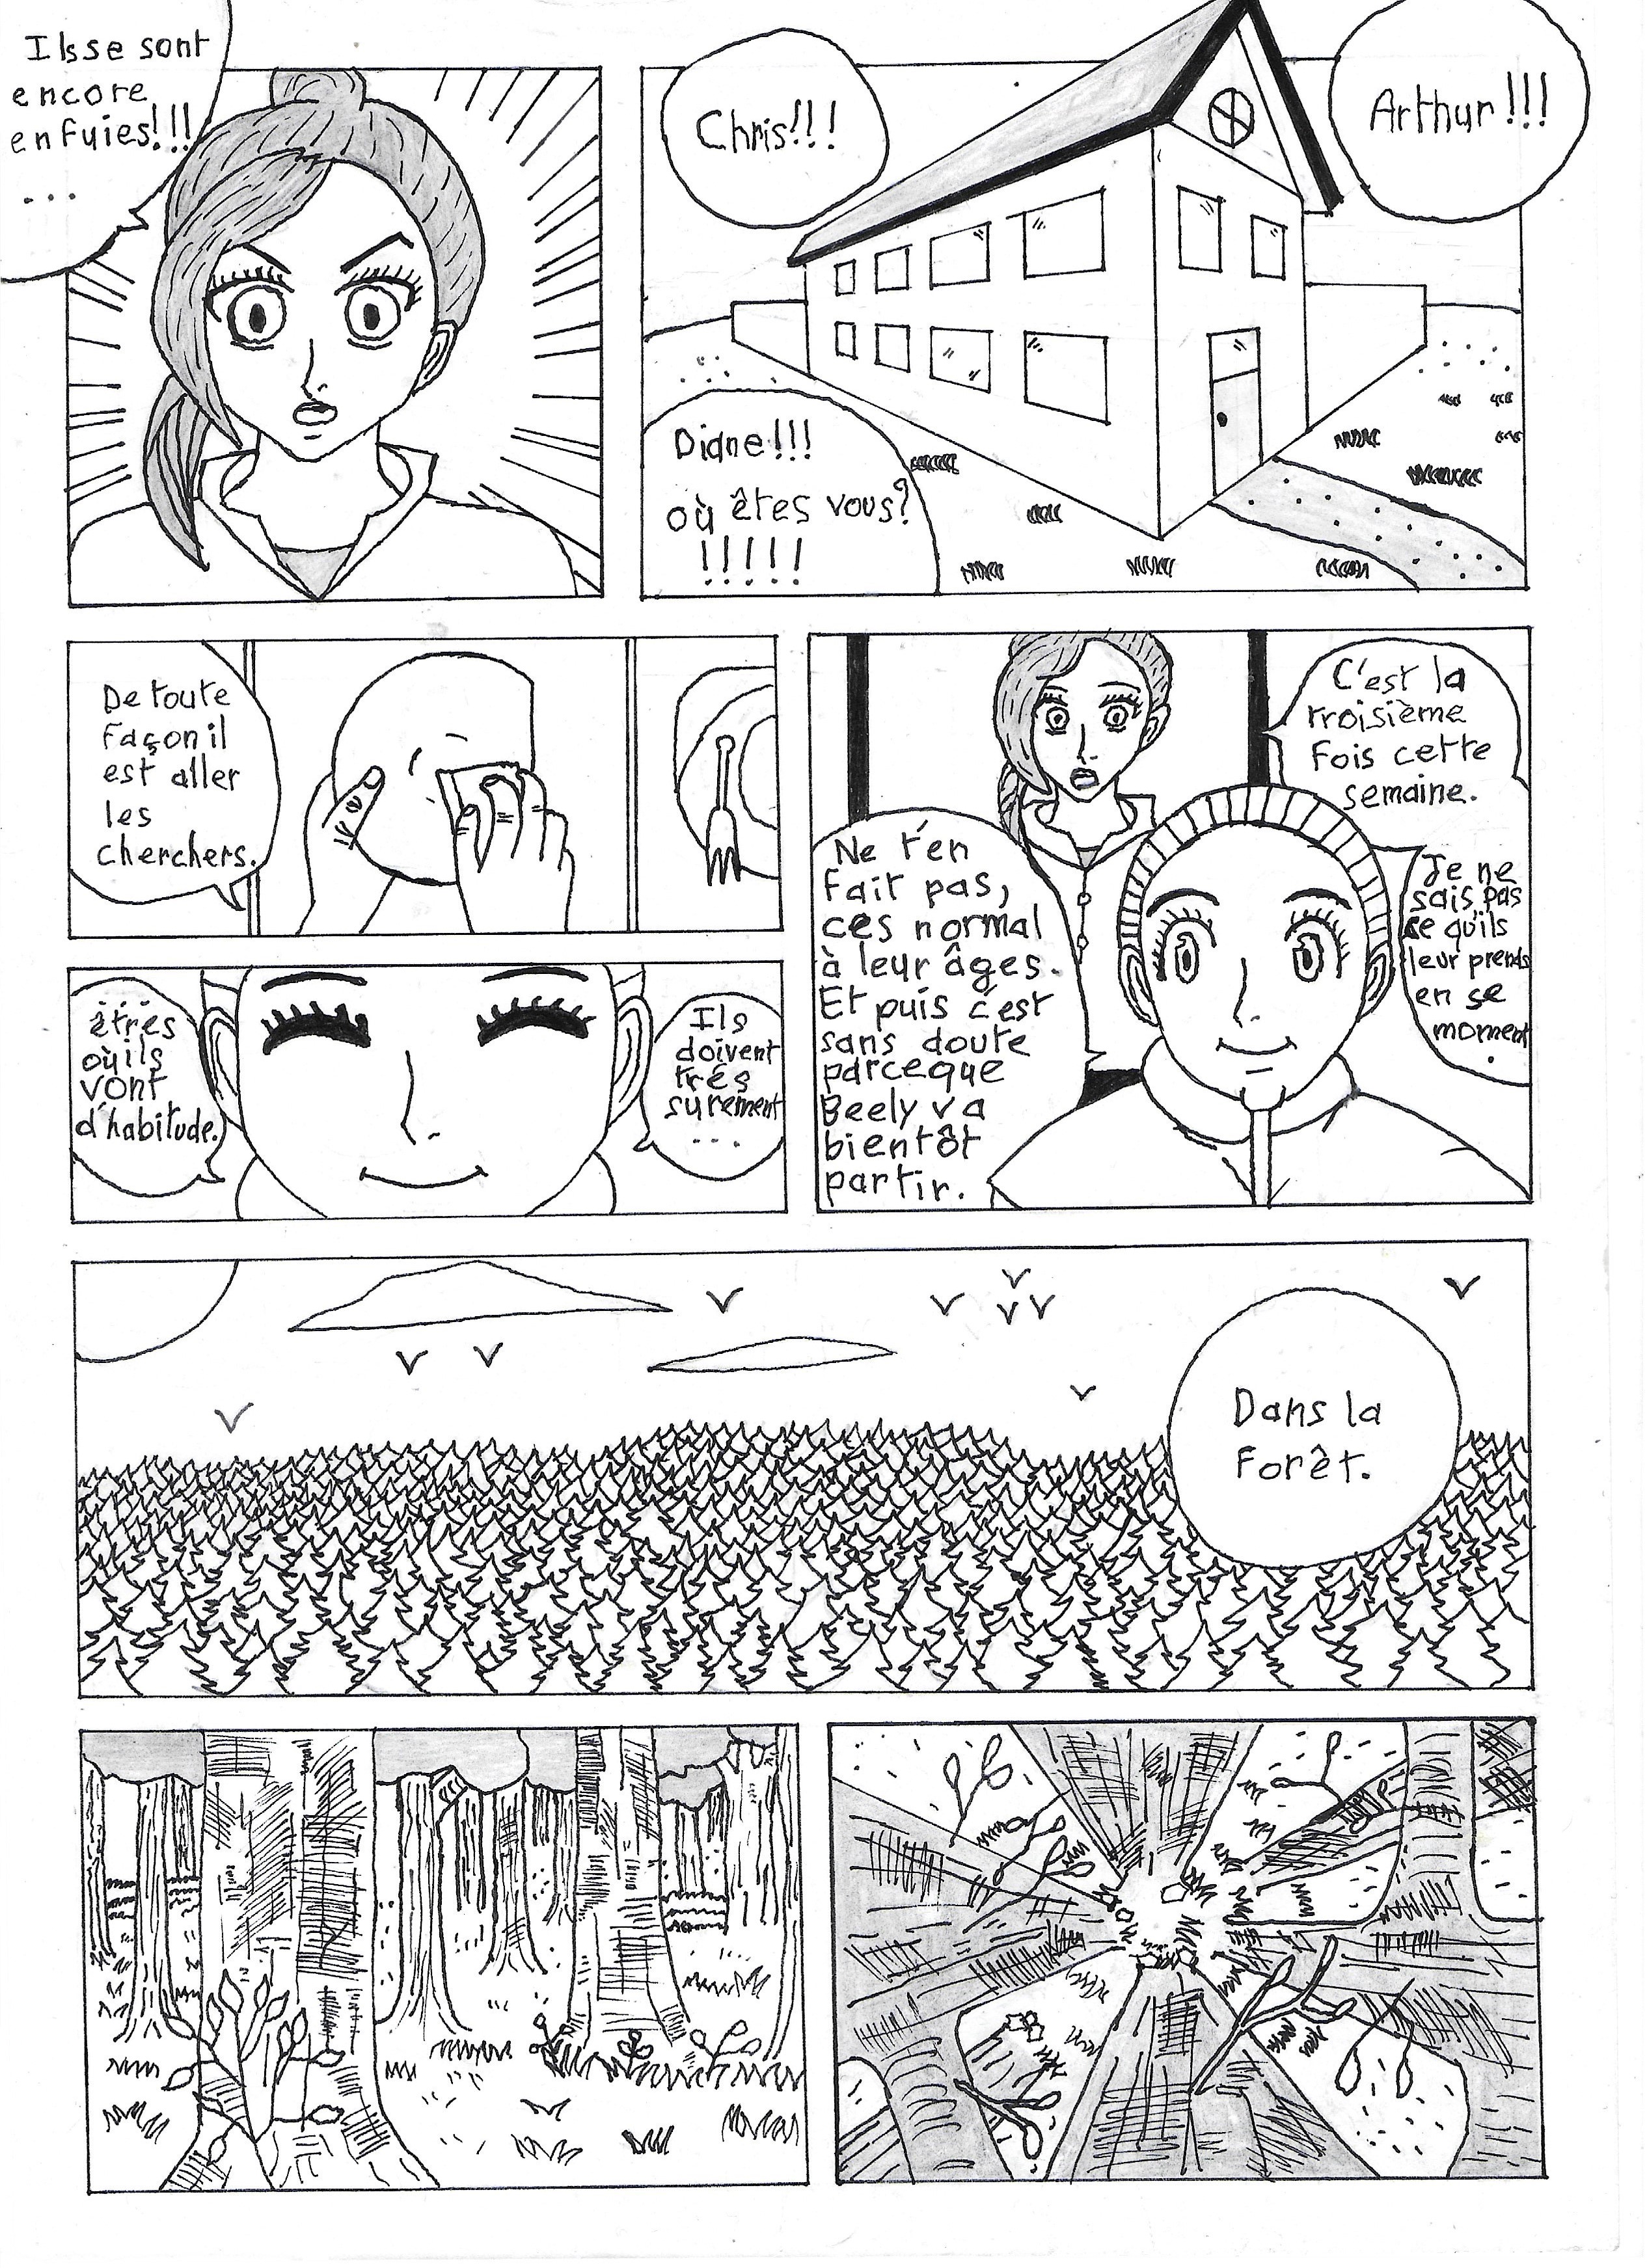 Arthur!!!
Chris!!!
Diane!!!
où êtes vous?
!!!!!
Ils se sont
encore
enfuies!!!
...
C'est la
troisième
fois cette
semaine.
Je ne
sais pas
ce qu'ils
leur prends
en se
moment
.
Ne t'en
fait pas,
ces normal
à leur âges.
Et puis c'est
sans doute
parceque
Beely va
bientôt
partir.
De toute
façon il
est aller
les
cherchers.
Ils
doivent
trés
surement
...
...
êtres
où ils
vont
d'habitude.
Dans la
Forêt.